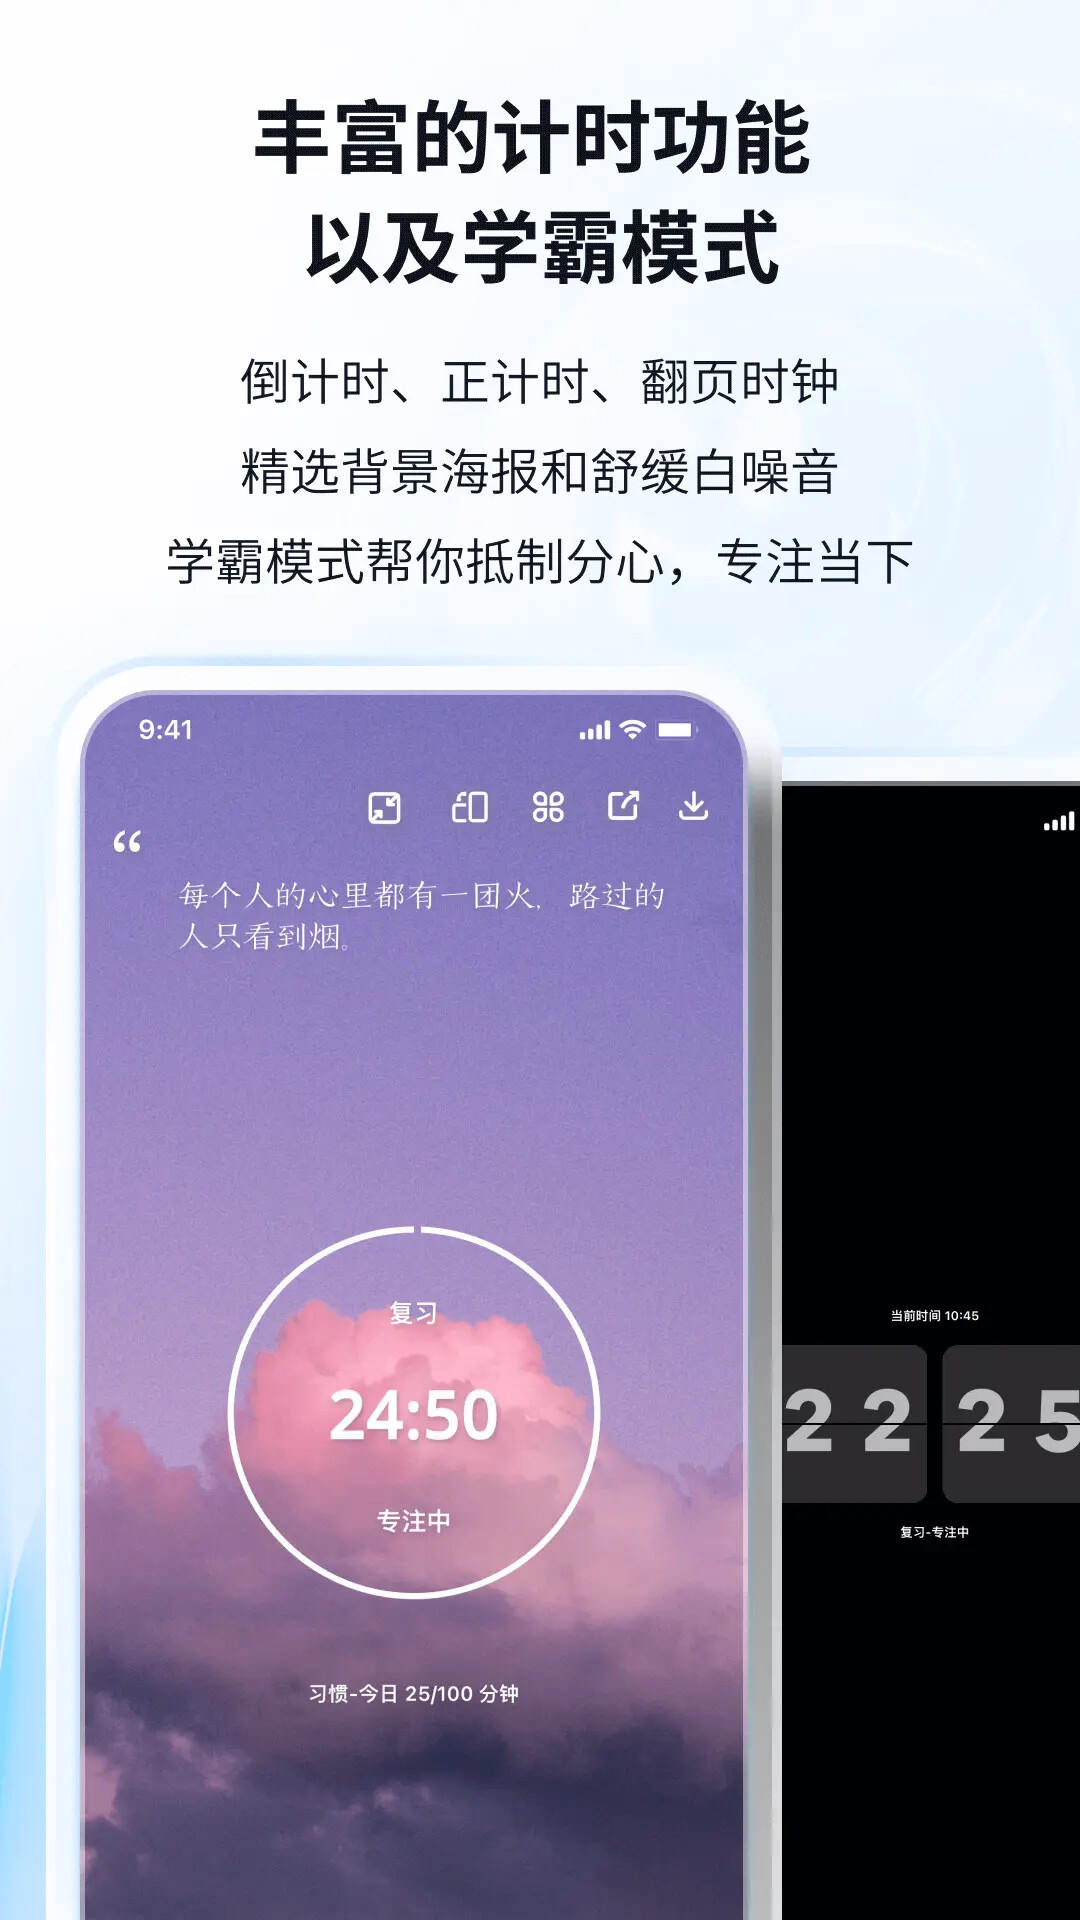 丰富的计时功能
以及学霸模式
倒计时、正计时、翻页时钟
精选背景海报和舒缓白噪音
学霸模式帮你抵制分心，专注当下
9:41
“
每个人的心里都有一团火，路过的
人只看到烟。
复习
24:50
专注中
习惯-今日 25/100 分钟
当前时间 10:45
22 25
复习-专注中